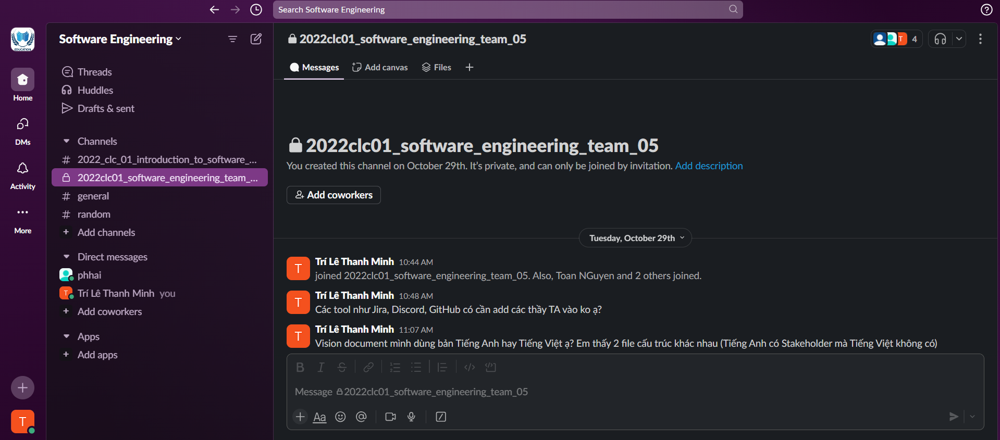 Search Software Engineering
EDUCATION
Home
DMs
Activity
More
T
Software Engineering
Threads
Huddles
Drafts & sent
Channels
# 2022_clc_01_introduction_to_software_...
2022clc01_software_engineering_team_...
# general
# random
+ Add channels
Direct messages
phhai
T Trí Lê Thanh Minh you
+ Add coworkers
Apps
+ Add apps
2022clc01_software_engineering_team_05
T 4
Messages Add canvas Files +
2022clc01_software_engineering_team_05
You created this channel on October 29th. It’s private, and can only be joined by invitation. Add description
Add coworkers
Tuesday, October 29th
T
Trí Lê Thanh Minh 10:44 AM
joined 2022clc01_software_engineering_team_05. Also, Toan NGuyen and 2 others joined.
T
Trí Lê Thanh Minh 10:48 AM
Các tool như Jira, Discord, GitHub có cần add các thầy TA vào ko ạ?
T
Trí Lê Thanh Minh 11:07 AM
Vision document mình dùng bản Tiếng Anh hay Tiếng Việt ạ? Em thấy 2 file cấu trúc khác nhau (Tiếng Anh có Stakeholder mà Tiếng Việt không có)
B I S
Message 2022clc01_software_engineering_team_05
+ Aa @